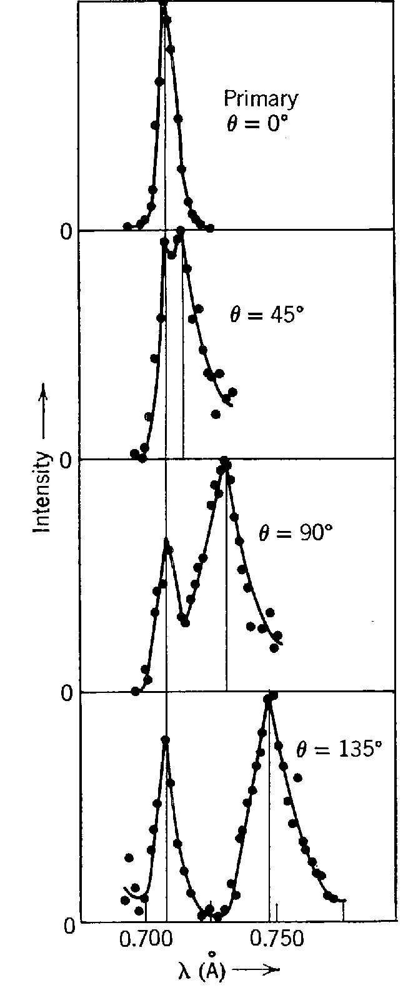 Primary
θ = 0°
0
θ = 45°
0
θ = 90°
0
θ = 135°
0
0.700 0.750
λ (Å)
Intensity